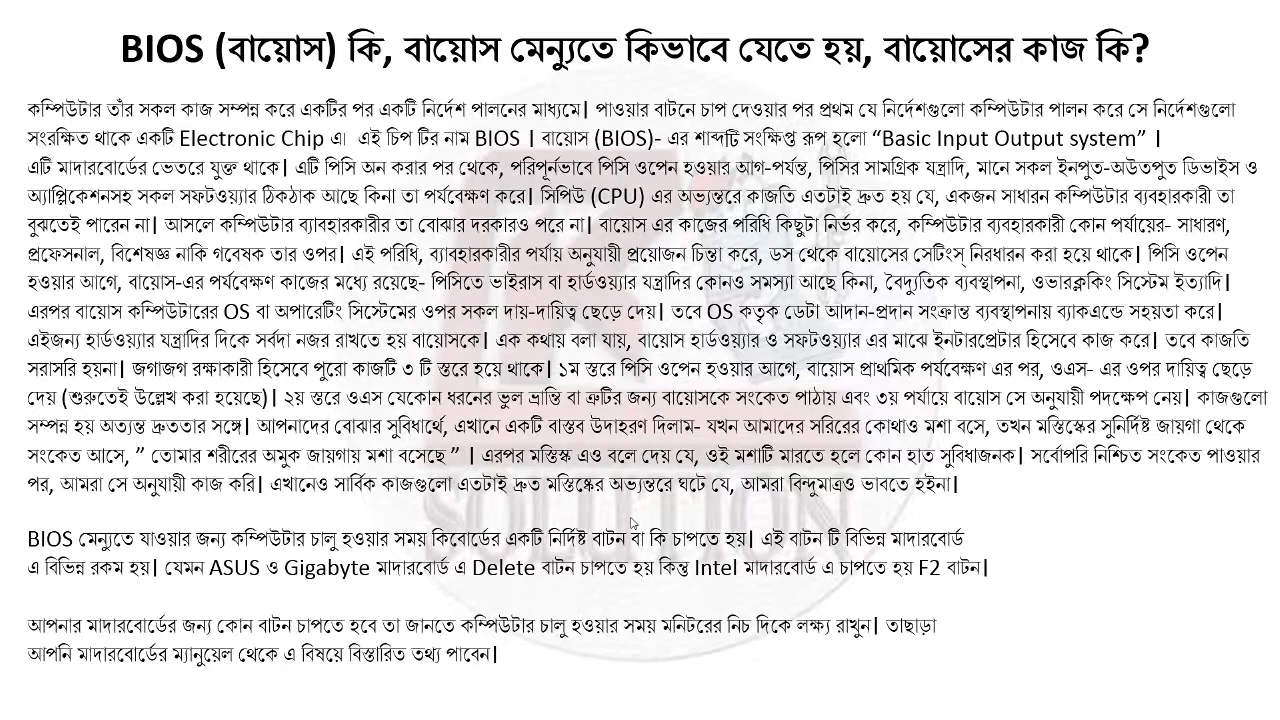 BIOS (বায়োস) কি, বায়োস মেন্যুতে কিভাবে যেতে হয়, বায়োসের কাজ কি?
কম্পিউটার তাঁর সকল কাজ সম্পন্ন করে একটির পর একটি নির্দেশ পালনের মাধ্যমে। পাওয়ার বাটনে চাপ দেওয়ার পর প্রথম যে নির্দেশগুলো কম্পিউটার পালন করে সে নির্দেশগুলো
সংরক্ষিত থাকে একটি Electronic Chip এ। এই চিপ টির নাম BIOS । বায়োস (BIOS)- এর শাব্দটি সংক্ষিপ্ত রূপ হলো “Basic Input Output system” ।
এটি মাদারবোর্ডের ভেতরে যুক্ত থাকে। এটি পিসি অন করার পর থেকে, পরিপূর্নভাবে পিসি ওপেন হওয়ার আগ-পর্যন্ত, পিসির সামগ্রিক যন্ত্রাদি, মানে সকল ইনপুত-অউতপুত ডিভাইস ও
অ্যাপ্লিকেশনসহ সকল সফটওয়্যার ঠিকঠাক আছে কিনা তা পর্যবেক্ষণ করে। সিপিউ (CPU) এর অভ্যন্তরে কাজতি এতটাই দ্রুত হয় যে, একজন সাধারন কম্পিউটার ব্যবহারকারী তা
বুঝতেই পারেন না। আসলে কম্পিউটার ব্যাবহারকারীর তা বোঝার দরকারও পরে না। বায়োস এর কাজের পরিধি কিছুটা নির্ভর করে, কম্পিউটার ব্যবহারকারী কোন পর্যায়ের- সাধারণ,
প্রফেসনাল, বিশেষজ্ঞ নাকি গবেষক তার ওপর। এই পরিধি, ব্যাবহারকারীর পর্যায় অনুযায়ী প্রয়োজন চিন্তা করে, ডস থেকে বায়োসের সেটিংস্ নিরধারন করা হয়ে থাকে। পিসি ওপেন
হওয়ার আগে, বায়োস-এর পর্যবেক্ষণ কাজের মধ্যে রয়েছে- পিসিতে ভাইরাস বা হার্ডওয়্যার যন্ত্রাদির কোনও সমস্যা আছে কিনা, বৈদ্যুতিক ব্যবস্থাপনা, ওভারক্লকিং সিস্টেম ইত্যাদি।
এরপর বায়োস কম্পিউটারের OS বা অপারেটিং সিস্টেমের ওপর সকল দায়-দায়িত্ব ছেড়ে দেয়। তবে OS কতৃক ডেটা আদান-প্রদান সংক্রান্ত ব্যবস্থাপনায় ব্যাকএন্ডে সহয়তা করে।
এইজন্য হার্ডওয়্যার যন্ত্রাদির দিকে সর্বদা নজর রাখতে হয় বায়োসকে। এক কথায় বলা যায়, বায়োস হার্ডওয়্যার ও সফটওয়্যার এর মাঝে ইনটারপ্রেটার হিসেবে কাজ করে। তবে কাজতি
সরাসরি হয়না। জগাজগ রক্ষাকারী হিসেবে পুরো কাজটি ৩ টি স্তরে হয়ে থাকে। ১ম স্তরে পিসি ওপেন হওয়ার আগে, বায়োস প্রাথমিক পর্যবেক্ষণ এর পর, ওএস- এর ওপর দায়িত্ব ছেড়ে
দেয় (শুরুতেই উল্লেখ করা হয়েছে)। ২য় স্তরে ওএস যেকোন ধরনের ভুল ভ্রান্তি বা ত্রুটির জন্য বায়োসকে সংকেত পাঠায় এবং ৩য় পর্যায়ে বায়োস সে অনুযায়ী পদক্ষেপ নেয়। কাজগুলো
সম্পন্ন হয় অত্যন্ত দ্রুততার সঙ্গে। আপনাদের বোঝার সুবিধার্থে, এখানে একটি বাস্তব উদাহরণ দিলাম- যখন আমাদের সরিরের কোথাও মশা বসে, তখন মস্তিস্কের সুনির্দিষ্ট জায়গা থেকে
সংকেত আসে, ” তোমার শরীরের অমুক জায়গায় মশা বসেছে ” । এরপর মস্তিস্ক এও বলে দেয় যে, ওই মশাটি মারতে হলে কোন হাত সুবিধাজনক। সর্বোপরি নিশ্চিত সংকেত পাওয়ার
পর, আমরা সে অনুযায়ী কাজ করি। এখানেও সার্বিক কাজগুলো এতটাই দ্রুত মস্তিষ্কের অভ্যন্তরে ঘটে যে, আমরা বিন্দুমাত্রও ভাবতে হইনা।
BIOS মেন্যুতে যাওয়ার জন্য কম্পিউটার চালু হওয়ার সময় কিবোর্ডের একটি নির্দিষ্ট বাটন বা কি চাপতে হয়। এই বাটন টি বিভিন্ন মাদারবোর্ড
এ বিভিন্ন রকম হয়। যেমন ASUS ও Gigabyte মাদারবোর্ড এ Delete বাটন চাপতে হয় কিন্তু Intel মাদারবোর্ড এ চাপতে হয় F2 বাটন।
আপনার মাদারবোর্ডের জন্য কোন বাটন চাপতে হবে তা জানতে কম্পিউটার চালু হওয়ার সময় মনিটরের নিচ দিকে লক্ষ্য রাখুন। তাছাড়া
আপনি মাদারবোর্ডের ম্যানুয়েল থেকে এ বিষয়ে বিস্তারিত তথ্য পাবেন।
SOLUTION